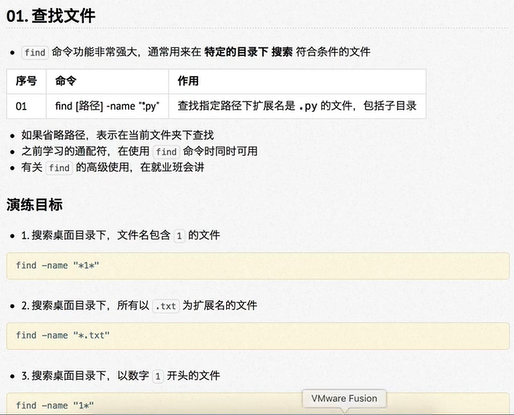 01. 查找文件
find 命令功能非常强大，通常用来在 特定的目录下 搜索 符合条件的文件
序号 命令 作用
01 find [路径] -name "*.py" 查找指定路径下扩展名是 .py 的文件，包括子目录
如果省略路径，表示在当前文件夹下查找
之前学习的通配符，在使用 find 命令时同时可用
有关 find 的高级使用，在就业班会讲
演练目标
1. 搜索桌面目录下，文件名包含 1 的文件
find -name "*1*"
2. 搜索桌面目录下，所有以 .txt 为扩展名的文件
find -name "*.txt"
3. 搜索桌面目录下，以数字 1 开头的文件
VMware Fusion
find -name "1*"